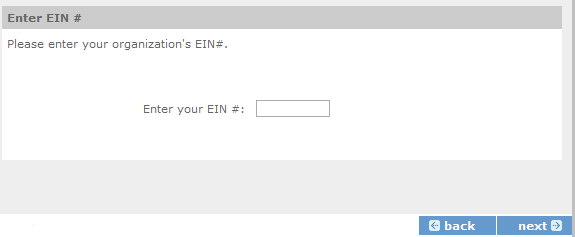 Enter EIN #
Please enter your organization's EIN#.
Enter your EIN #:
back next